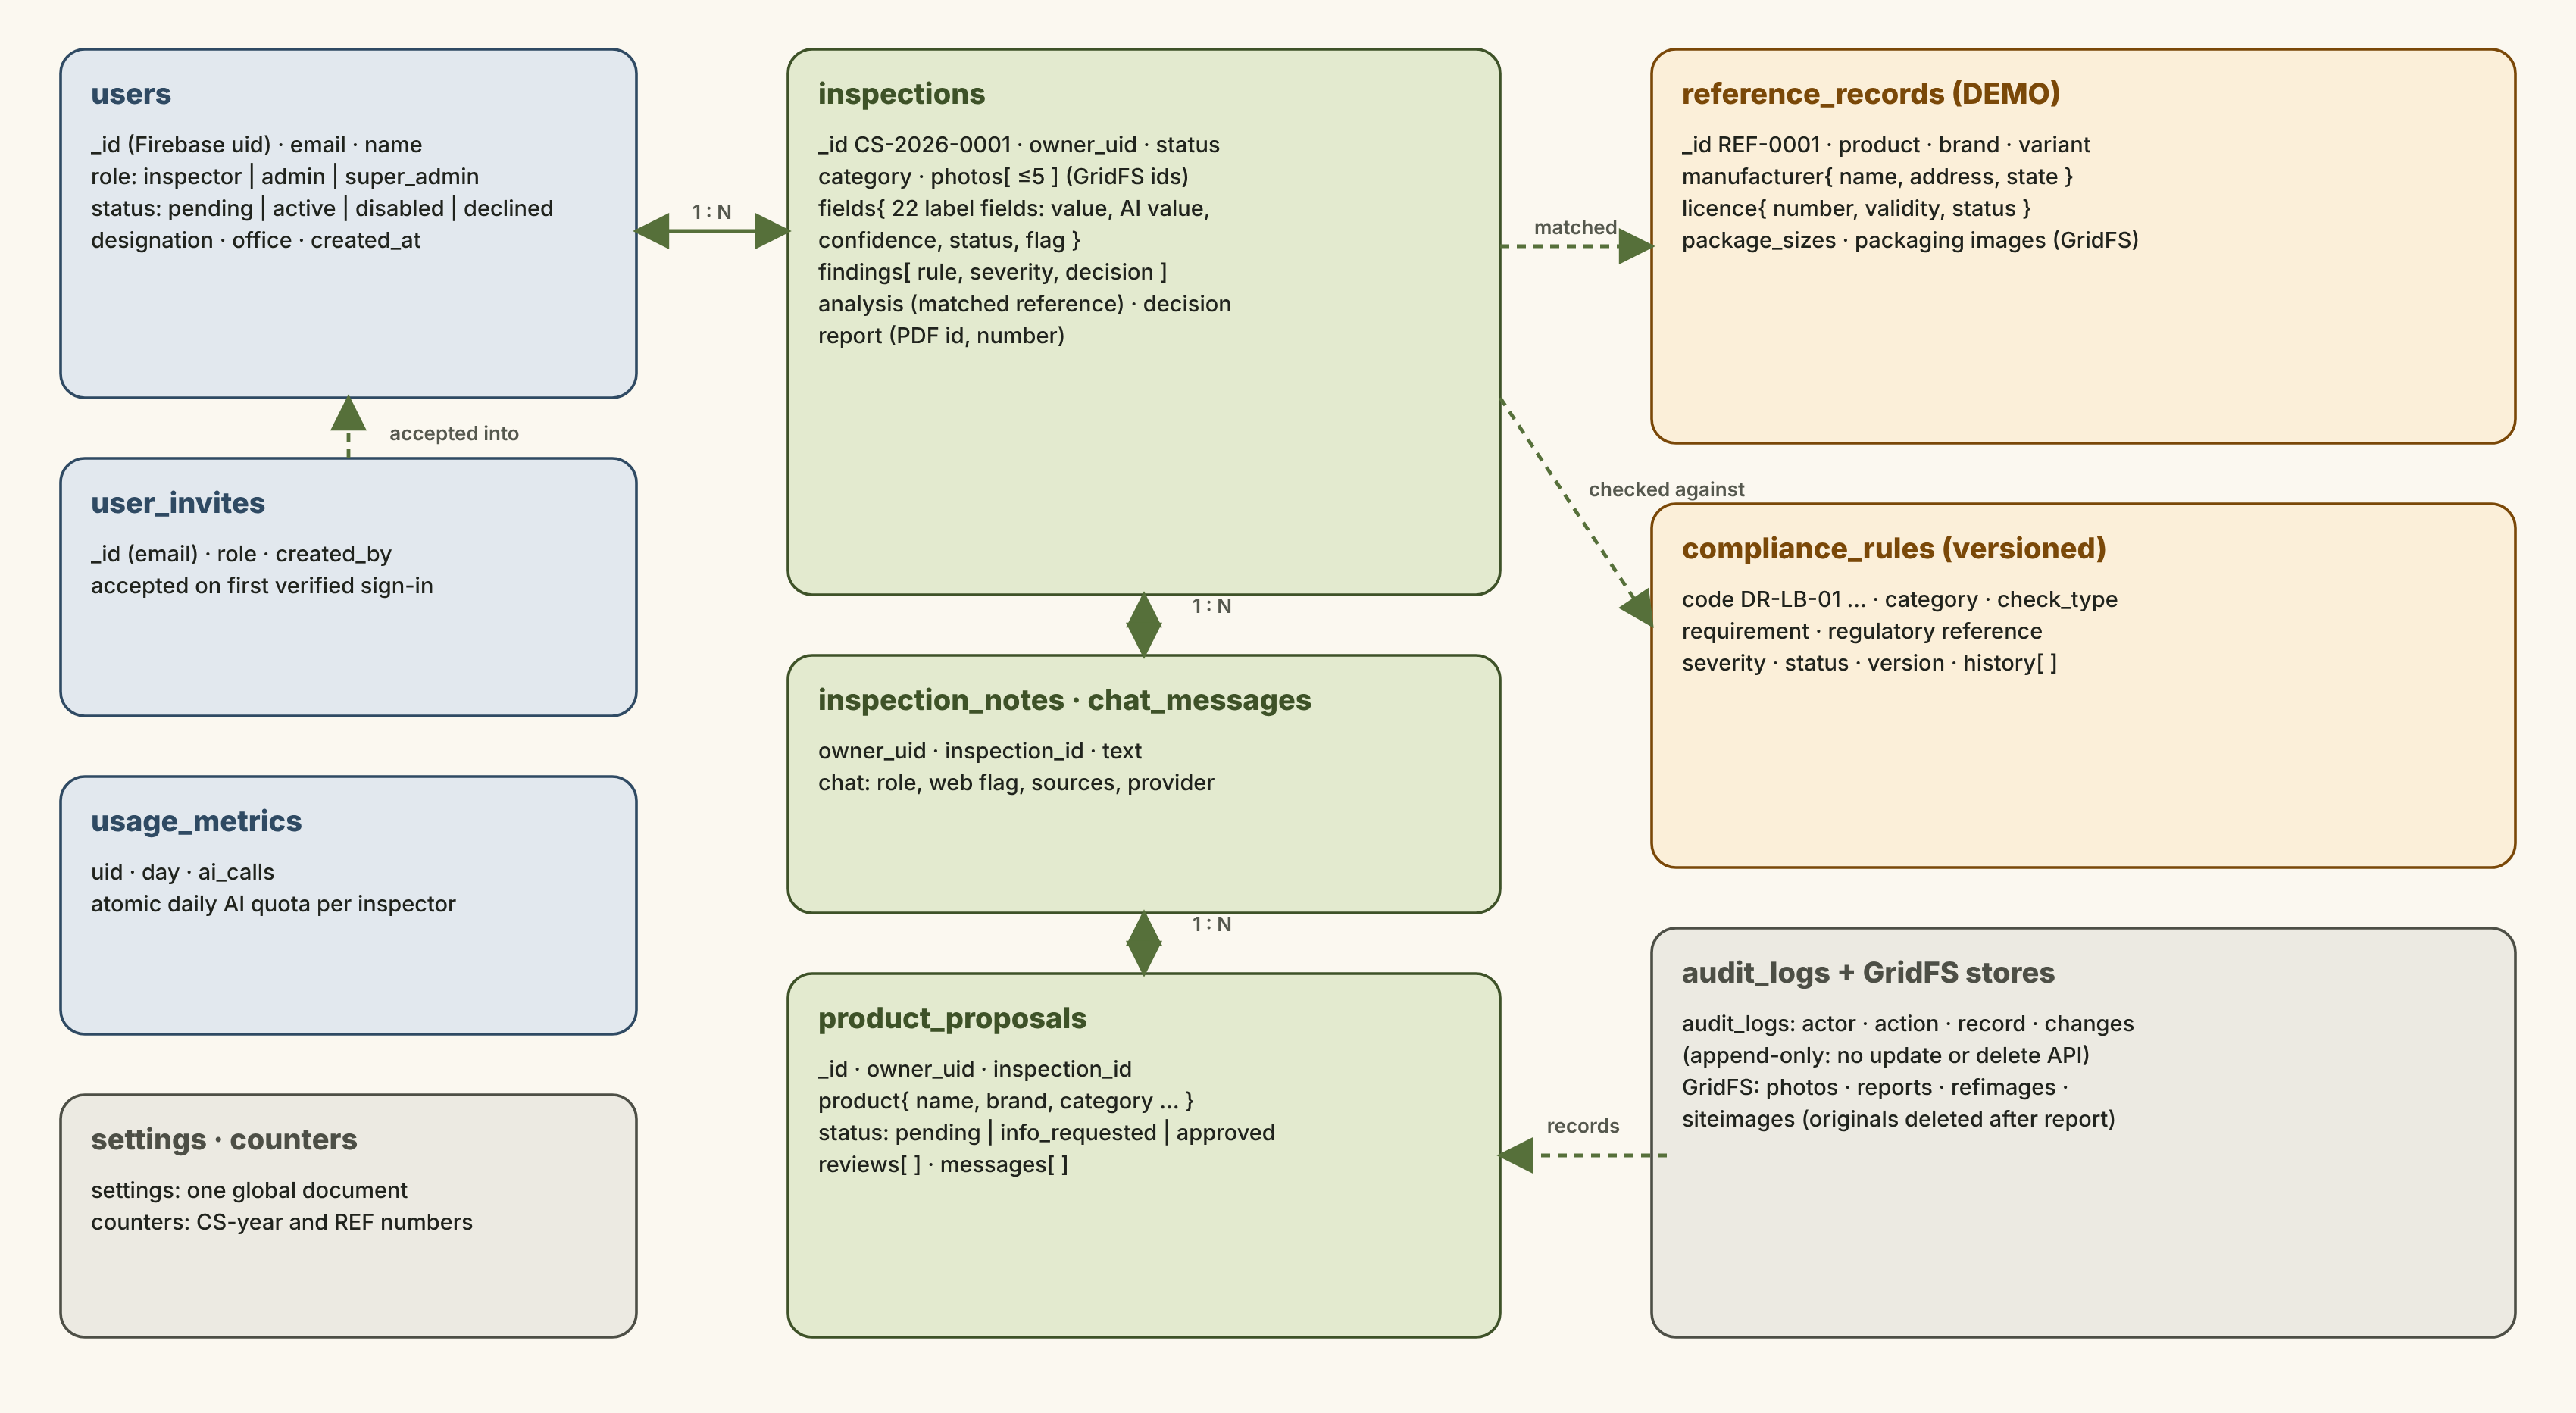 users
_id (Firebase uid) · email · name
role: inspector | admin | super_admin
status: pending | active | disabled | declined
designation · office · created_at
1 : N
inspections
_id CS-2026-0001 · owner_uid · status
category · photos[ ≤5 ] (GridFS ids)
fields{ 22 label fields: value, AI value,
confidence, status, flag }
findings[ rule, severity, decision ]
analysis (matched reference) · decision
report (PDF id, number)
matched
reference_records (DEMO)
_id REF-0001 · product · brand · variant
manufacturer{ name, address, state }
licence{ number, validity, status }
package_sizes · packaging images (GridFS)
accepted into
user_invites
_id (email) · role · created_by
accepted on first verified sign-in
checked against
compliance_rules (versioned)
code DR-LB-01 ... · category · check_type
requirement · regulatory reference
severity · status · version · history[ ]
1 : N
inspection_notes · chat_messages
owner_uid · inspection_id · text
chat: role, web flag, sources, provider
usage_metrics
uid · day · ai_calls
atomic daily AI quota per inspector
1 : N
product_proposals
_id · owner_uid · inspection_id
product{ name, brand, category ... }
status: pending | info_requested | approved
reviews[ ] · messages[ ]
records
audit_logs + GridFS stores
audit_logs: actor · action · record · changes
(append-only: no update or delete API)
GridFS: photos · reports · refimages ·
siteimages (originals deleted after report)
settings · counters
settings: one global document
counters: CS-year and REF numbers